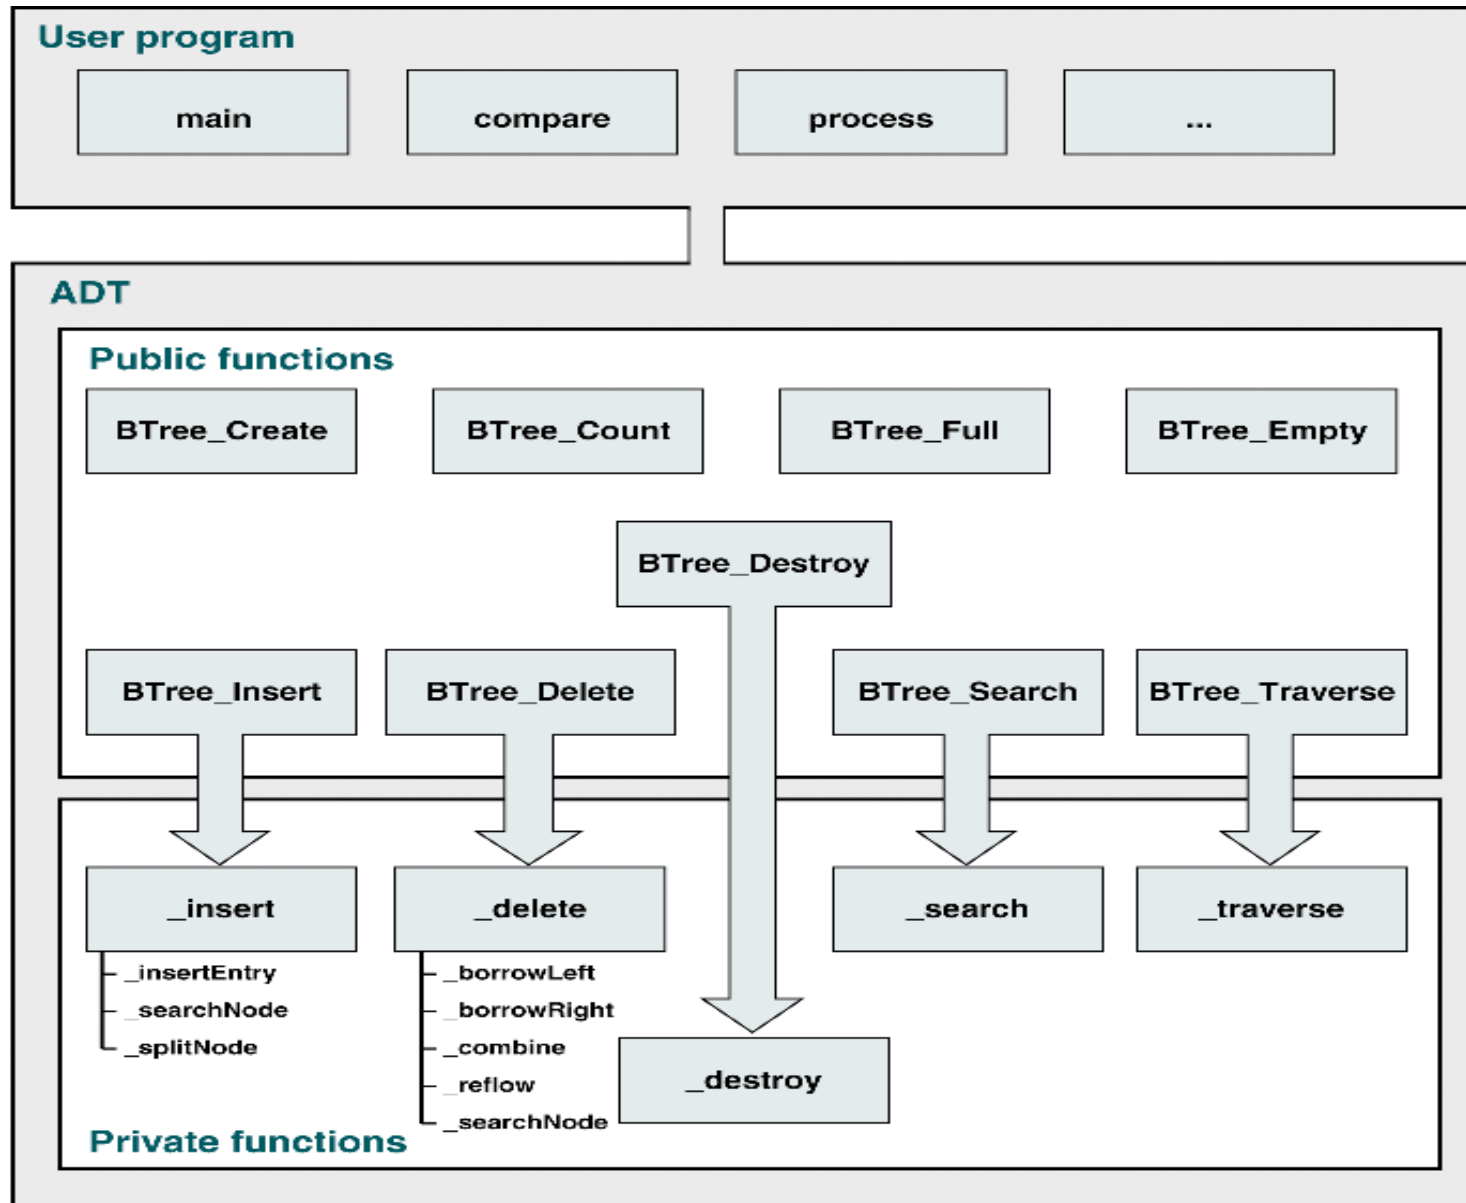 User program
main
compare
process
...
ADT
Public functions
BTree_Create
BTree_Count
BTree_Full
BTree_Empty
BTree_Destroy
BTree_Insert
BTree_Delete
BTree_Search
BTree_Traverse
_insert
_delete
_search
_traverse
_insertEntry
_searchNode
_splitNode
_borrowLeft
_borrowRight
_combine
_reflow
_searchNode
_destroy
Private functions